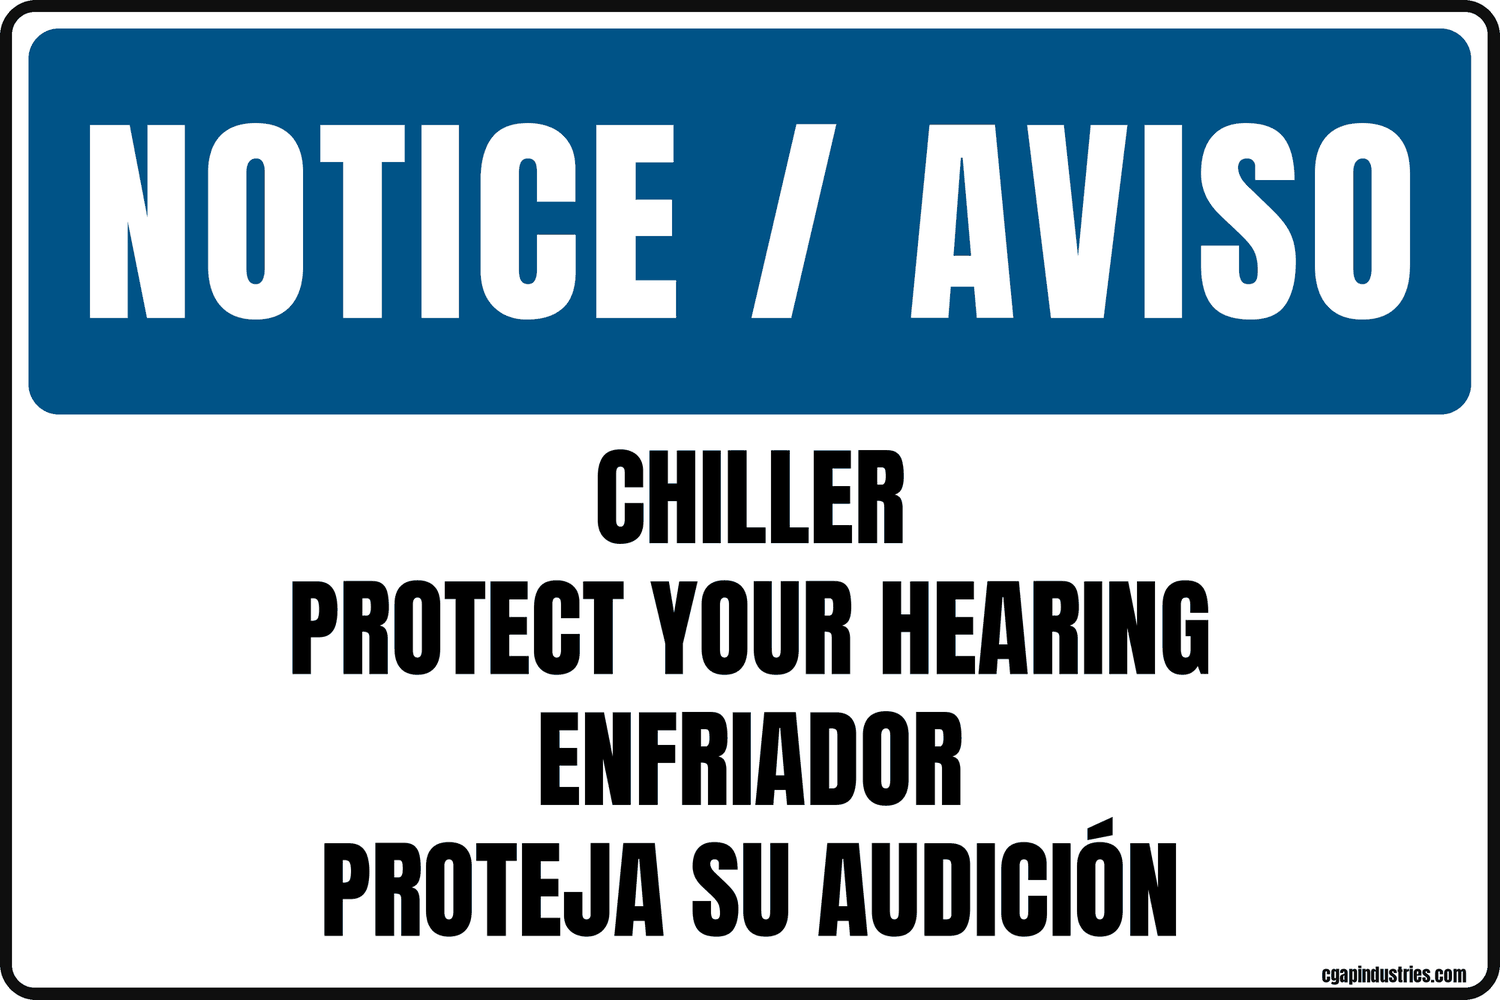 NOTICE / AVISO
CHILLER
PROTECT YOUR HEARING
ENFRIADOR
PROTEJA SU AUDICIÓN
cgapindustries.com